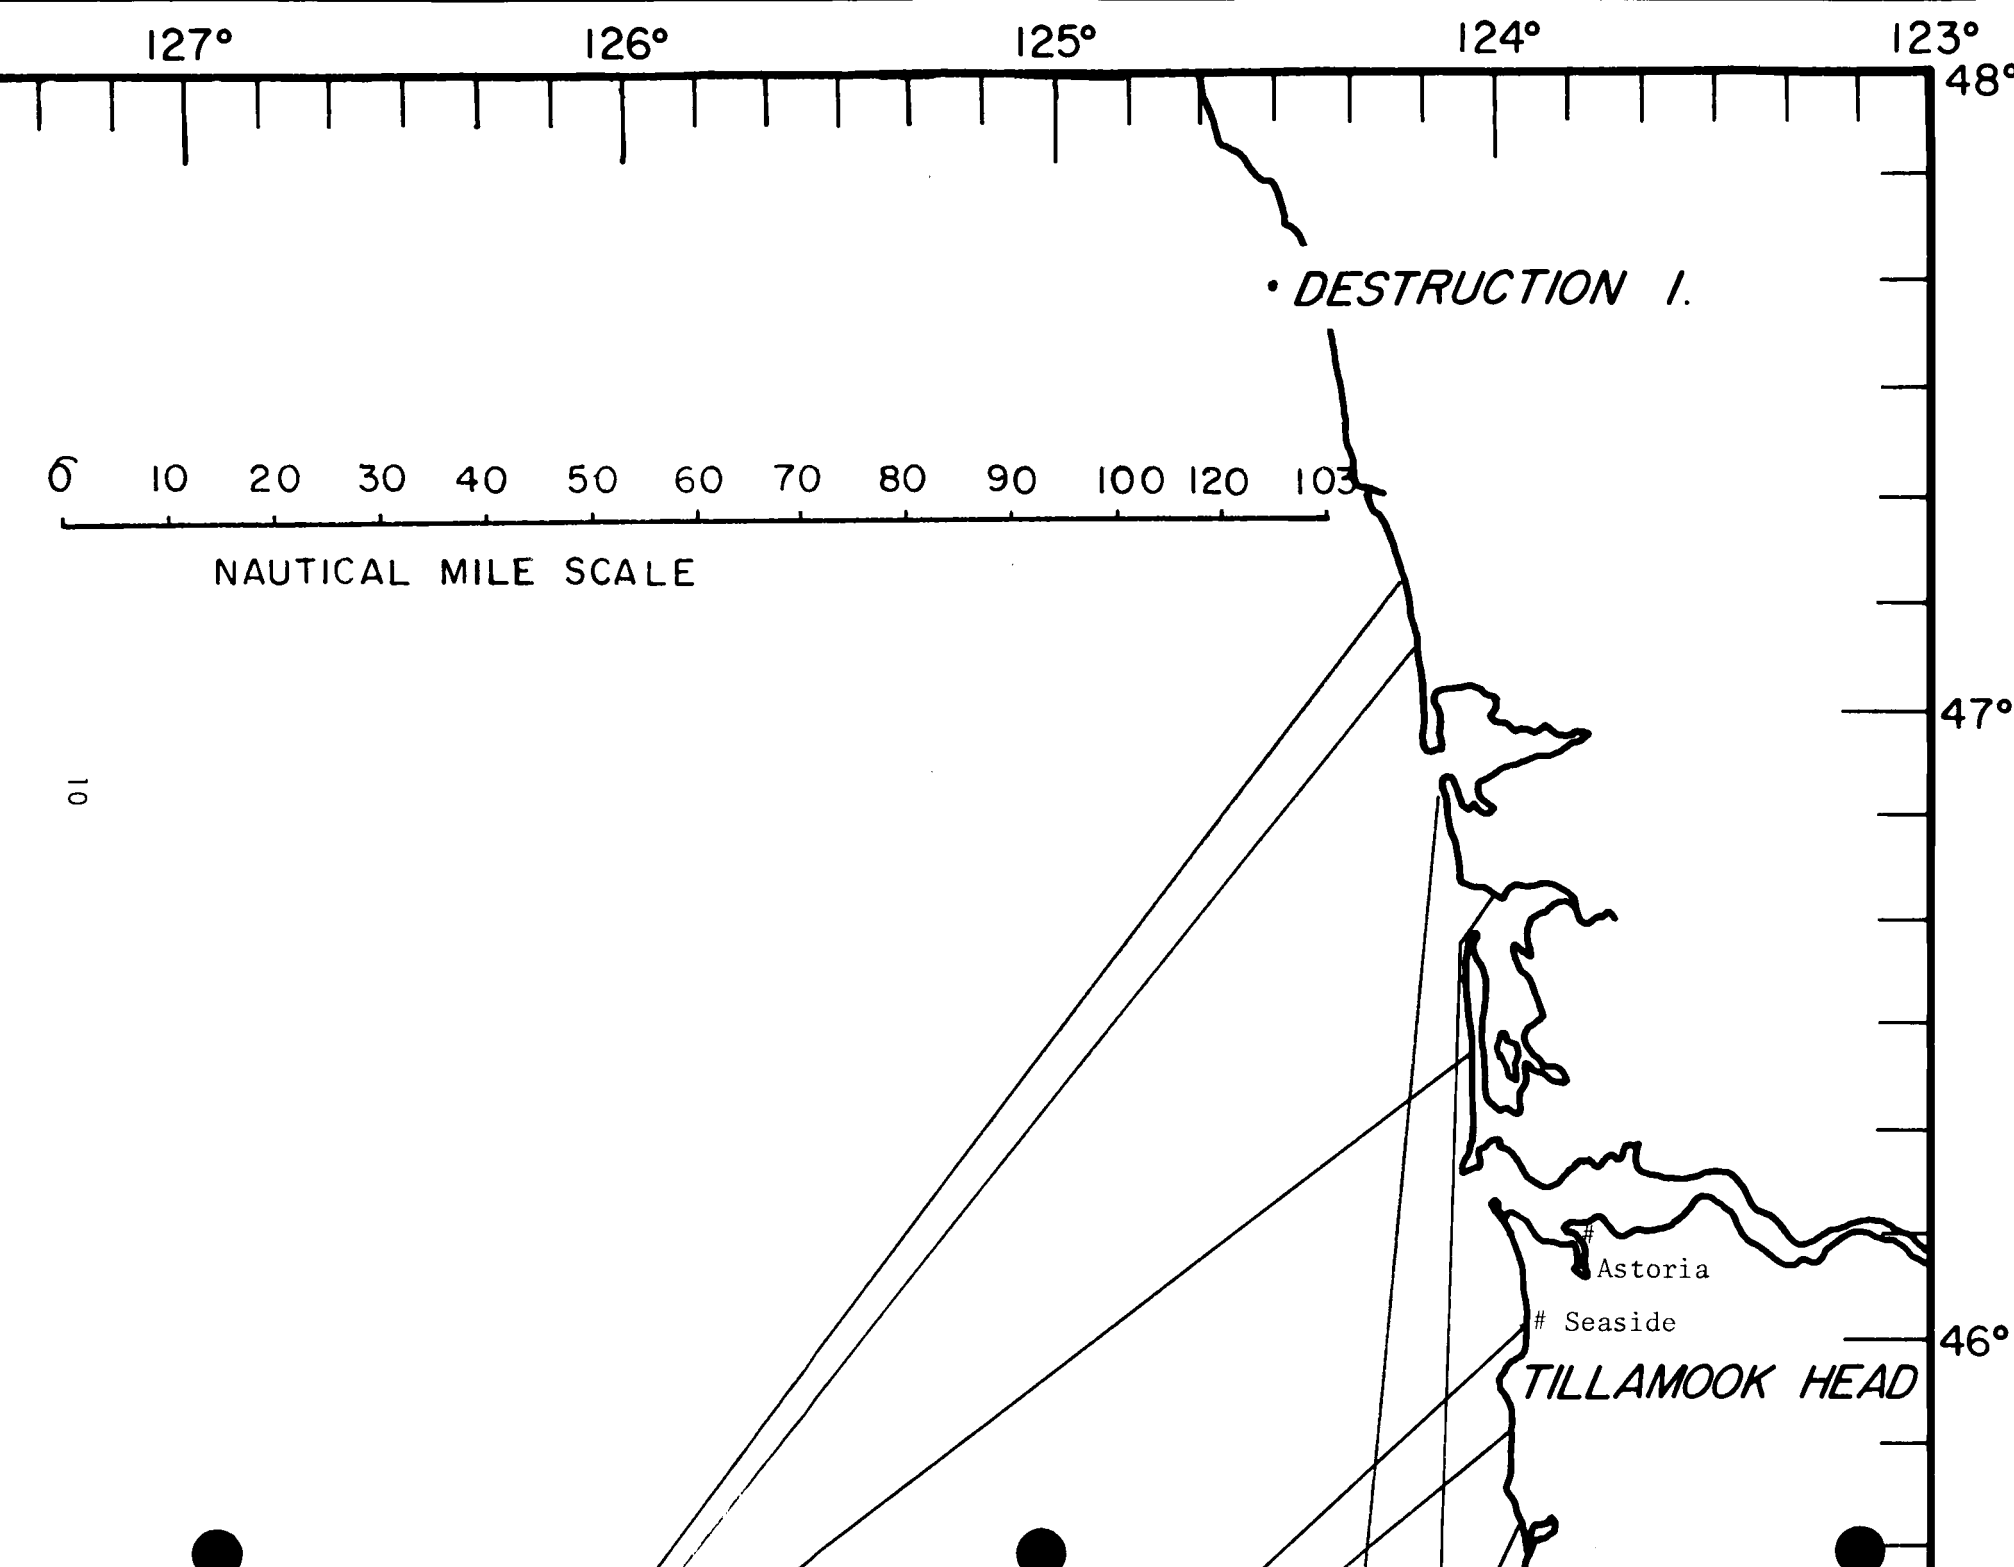 127° 126° 125° 124° 123°
48°
• DESTRUCTION I.
0 10 20 30 40 50 60 70 80 90 100 120 103
NAUTICAL MILE SCALE
47°
10
#
Astoria
# Seaside
46°
TILLAMOOK HEAD